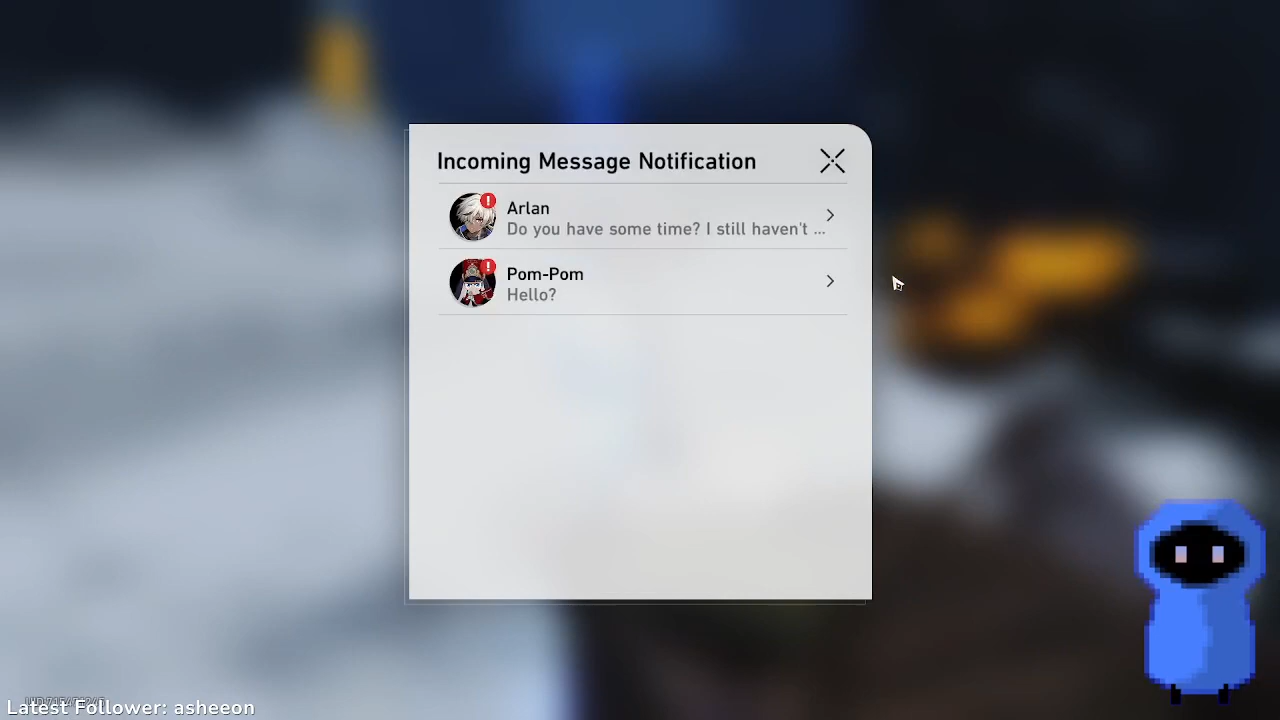 Incoming Message Notification
Arlan
Do you have some time? I still haven't ...
Pom-Pom
Hello?
Latest Follower: asheeon